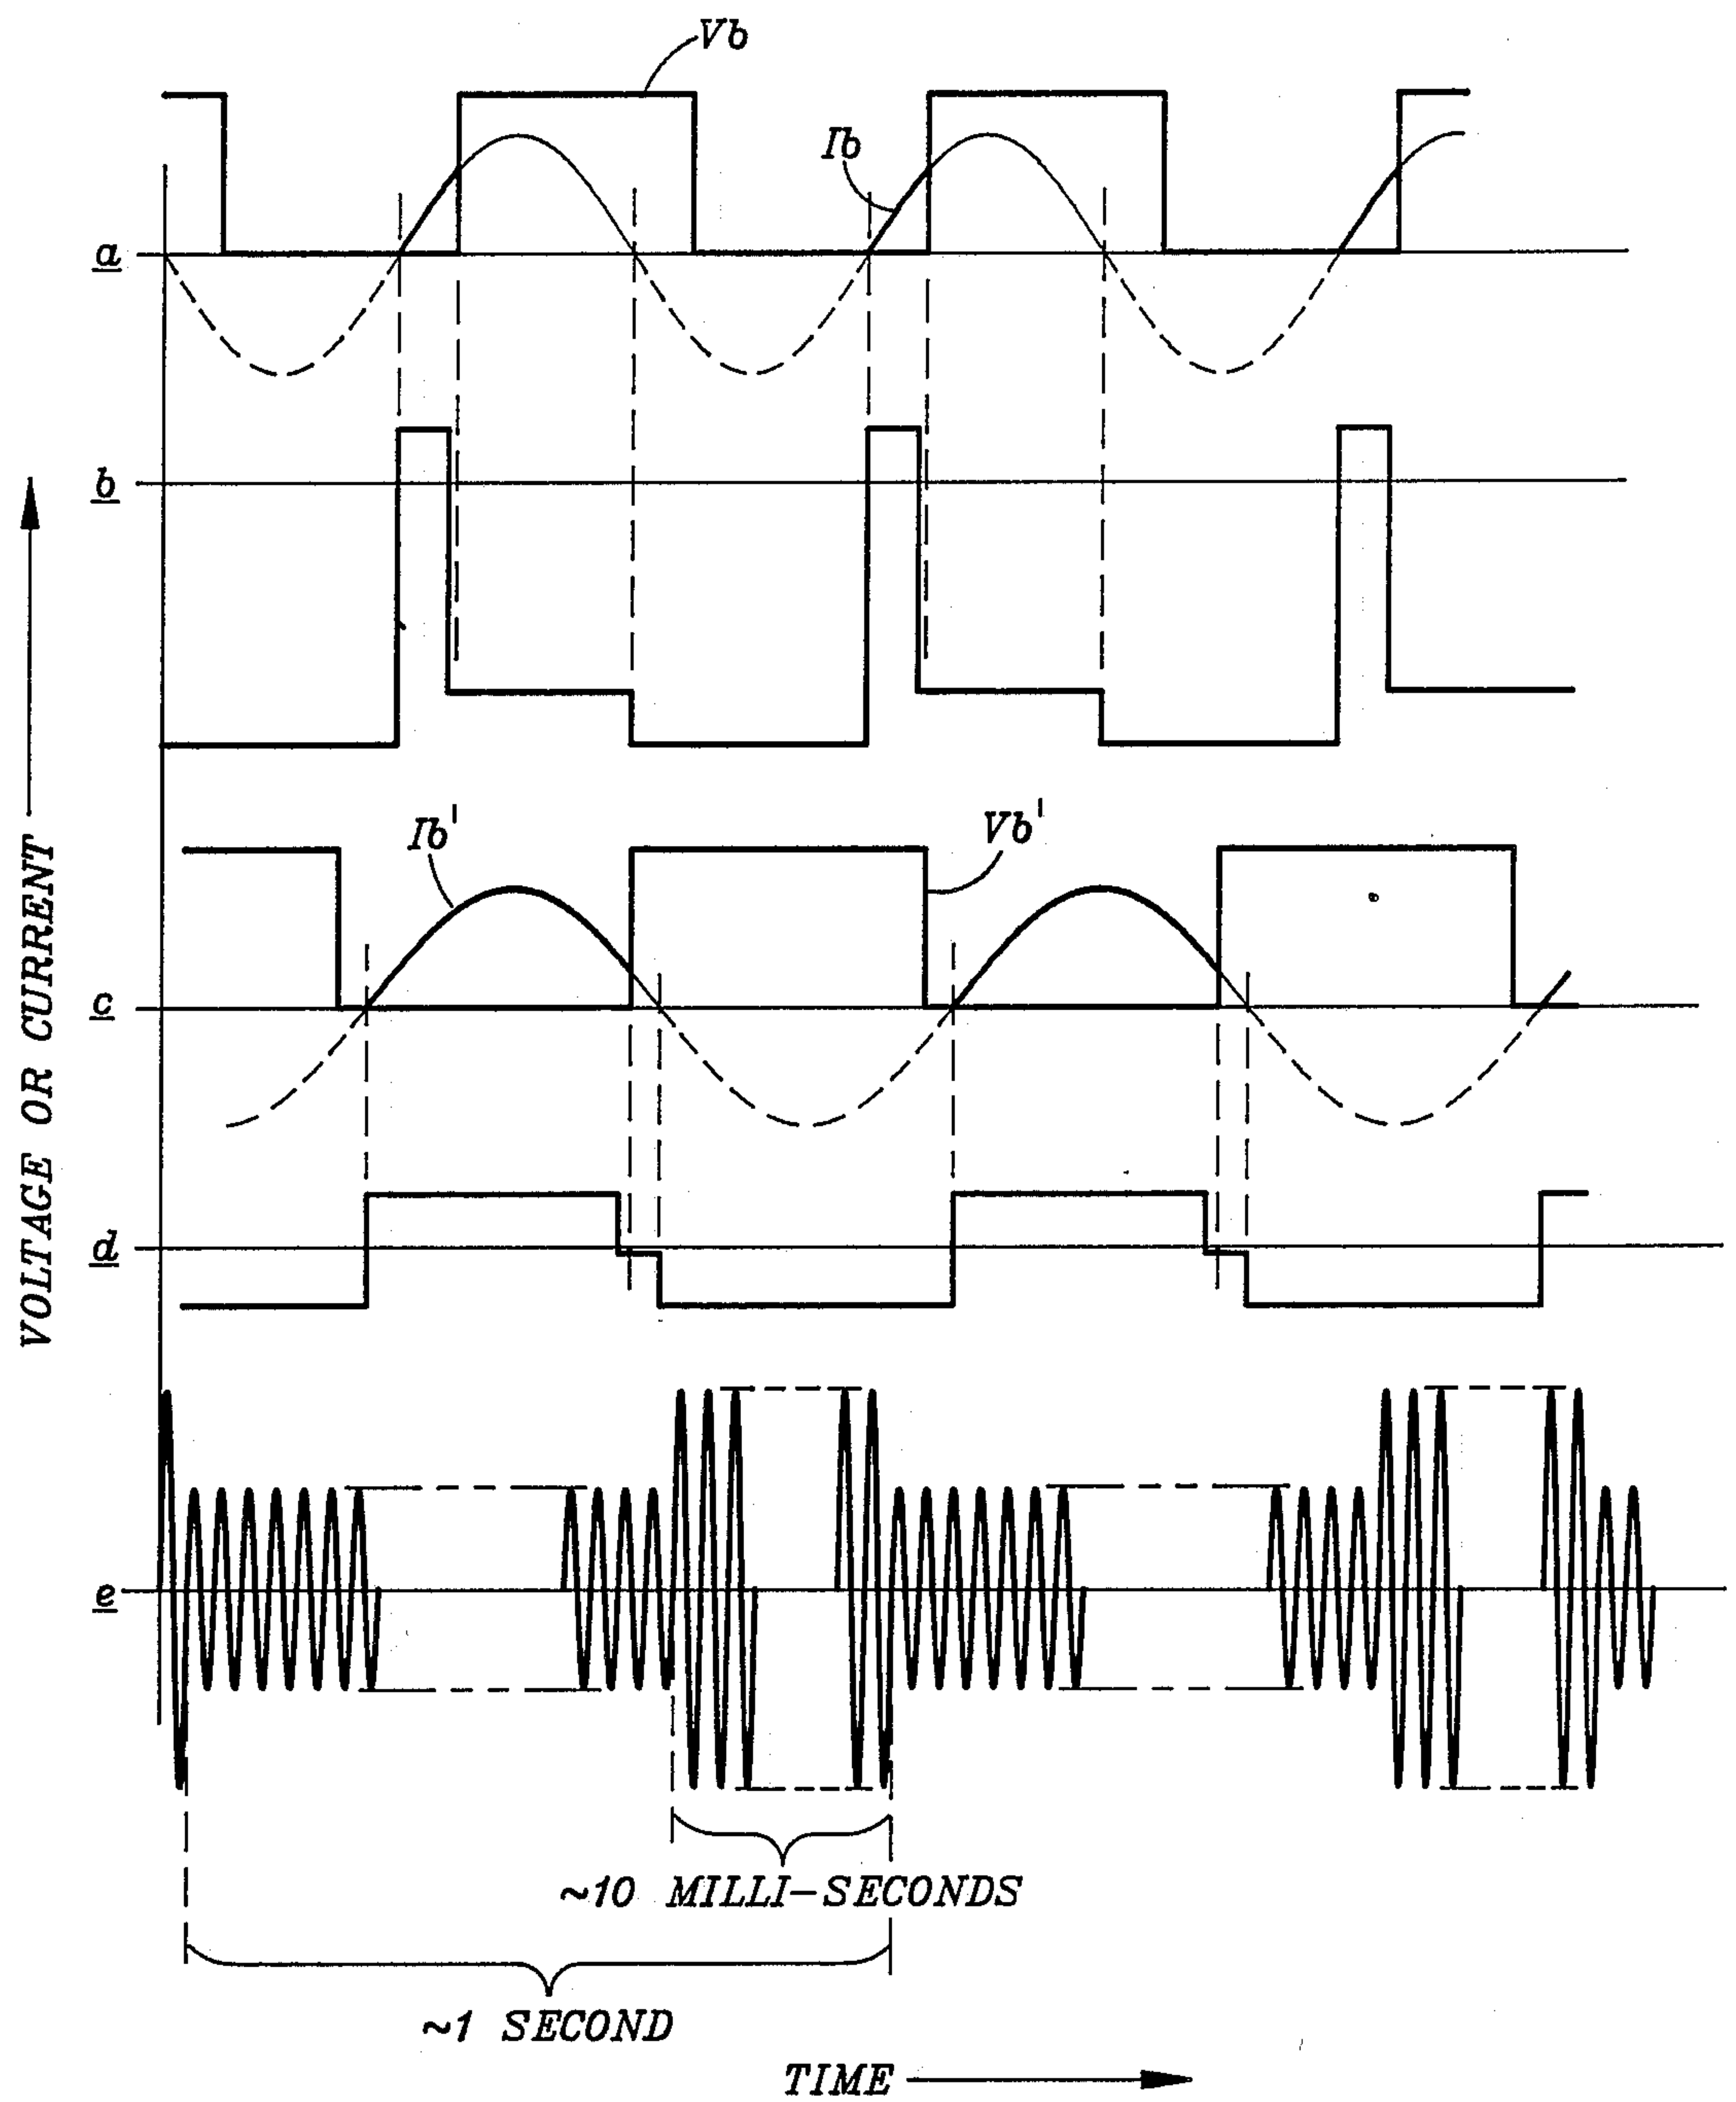 Vb
Ib
a
b
Ib'
Vb'
c
d
e
VOLTAGE OR CURRENT
~10 MILLI-SECONDS
~1 SECOND
TIME